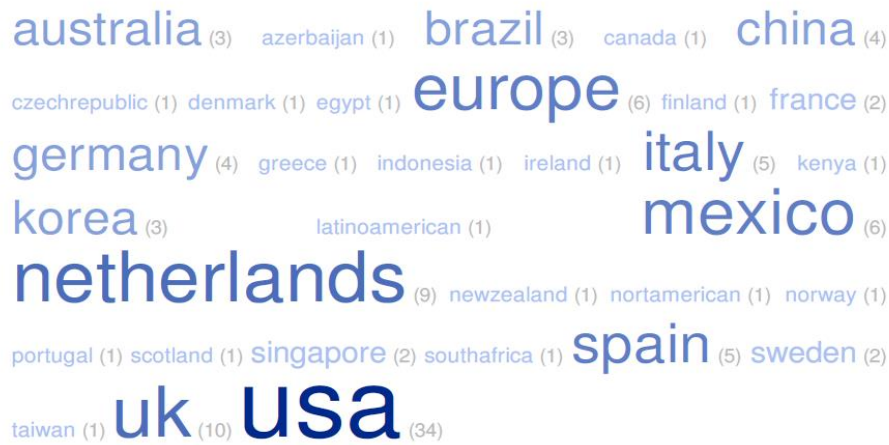 australia (3) azerbaijan (1) brazil (3) canada (1) china (4)
czechrepublic (1) denmark (1) egypt (1) europe (6) finland (1) france (2)
germany (4) greece (1) indonesia (1) ireland (1) italy (5) kenya (1)
korea (3) latinoamerican (1) mexico (6)
netherlands (9) newzealand (1) nortamerican (1) norway (1)
portugal (1) scotland (1) singapore (2) southafrica (1) spain (5) sweden (2)
taiwan (1) uk (10) usa (34)